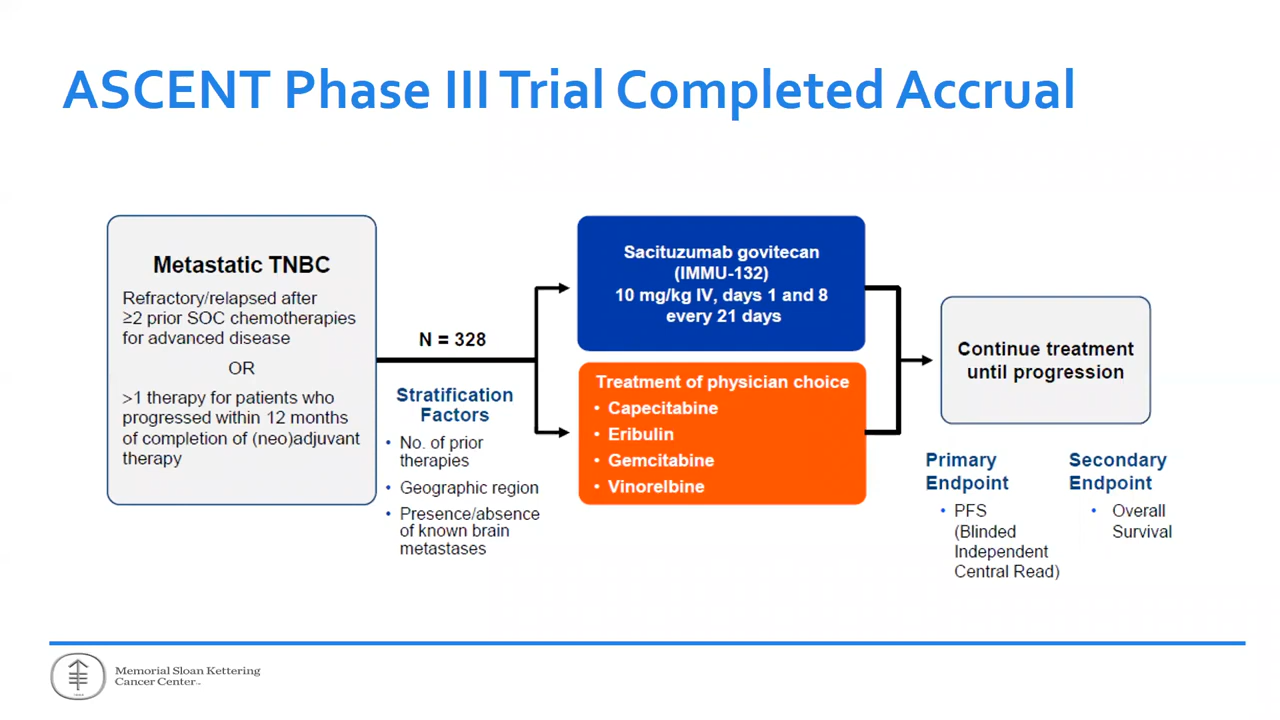 ASCENT Phase III Trial Completed Accrual
Metastatic TNBC
Refractory/relapsed after
≥2 prior SOC chemotherapies
for advanced disease
OR
>1 therapy for patients who
progressed within 12 months
of completion of (neo)adjuvant
therapy
N = 328
Stratification
Factors
• No. of prior
therapies
• Geographic region
• Presence/absence
of known brain
metastases
Sacituzumab govitecan
(IMMU-132)
10 mg/kg IV, days 1 and 8
every 21 days
Treatment of physician choice
• Capecitabine
• Eribulin
• Gemcitabine
• Vinorelbine
Continue treatment
until progression
Primary
Endpoint
• PFS
(Blinded
Independent
Central Read)
Secondary
Endpoint
• Overall
Survival
Memorial Sloan Kettering
Cancer Center